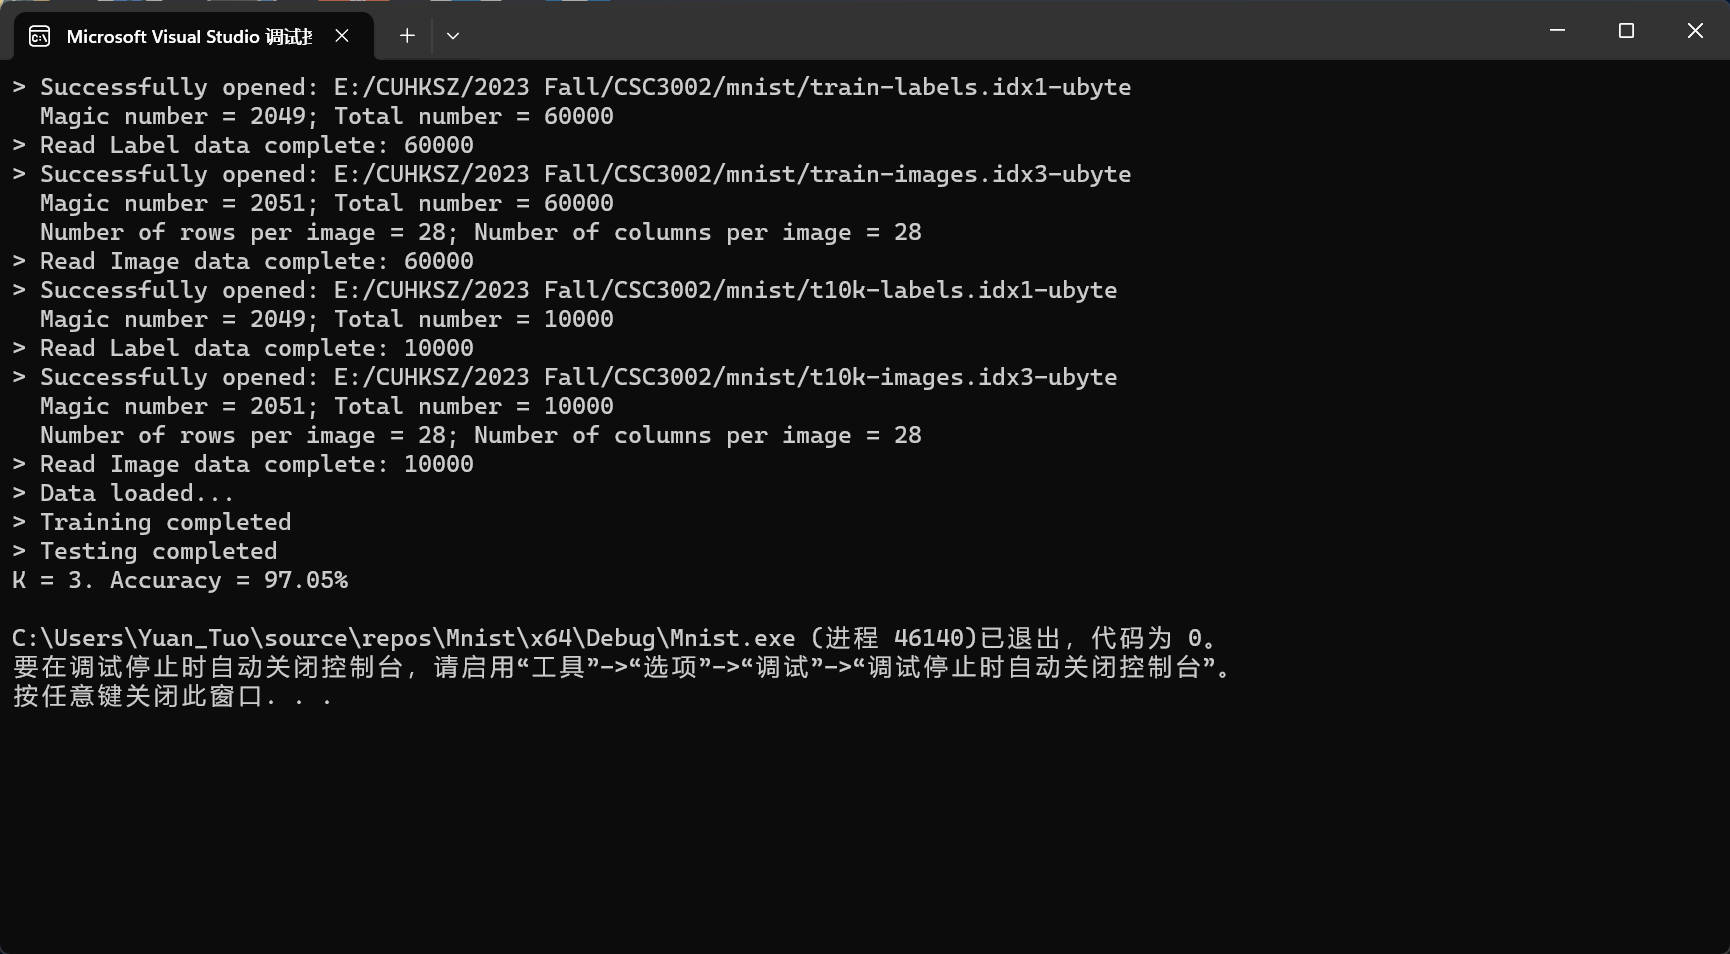 Microsoft Visual Studio 调试
> Successfully opened: E:/CUHKSZ/2023 Fall/CSC3002/mnist/train-labels.idx1-ubyte
Magic number = 2049; Total number = 60000
> Read Label data complete: 60000
> Successfully opened: E:/CUHKSZ/2023 Fall/CSC3002/mnist/train-images.idx3-ubyte
Magic number = 2051; Total number = 60000
Number of rows per image = 28; Number of columns per image = 28
> Read Image data complete: 60000
> Successfully opened: E:/CUHKSZ/2023 Fall/CSC3002/mnist/t10k-labels.idx1-ubyte
Magic number = 2049; Total number = 10000
> Read Label data complete: 10000
> Successfully opened: E:/CUHKSZ/2023 Fall/CSC3002/mnist/t10k-images.idx3-ubyte
Magic number = 2051; Total number = 10000
Number of rows per image = 28; Number of columns per image = 28
> Read Image data complete: 10000
> Data loaded...
> Training completed
> Testing completed
K = 3. Accuracy = 97.05%
C:\Users\Yuan_Tuo\source\repos\Mnist\x64\Debug\Mnist.exe (进程 46140)已退出，代码为 0。
要在调试停止时自动关闭控制台，请启用“工具”->“选项”->“调试”->“调试停止时自动关闭控制台”。
按任意键关闭此窗口. . .